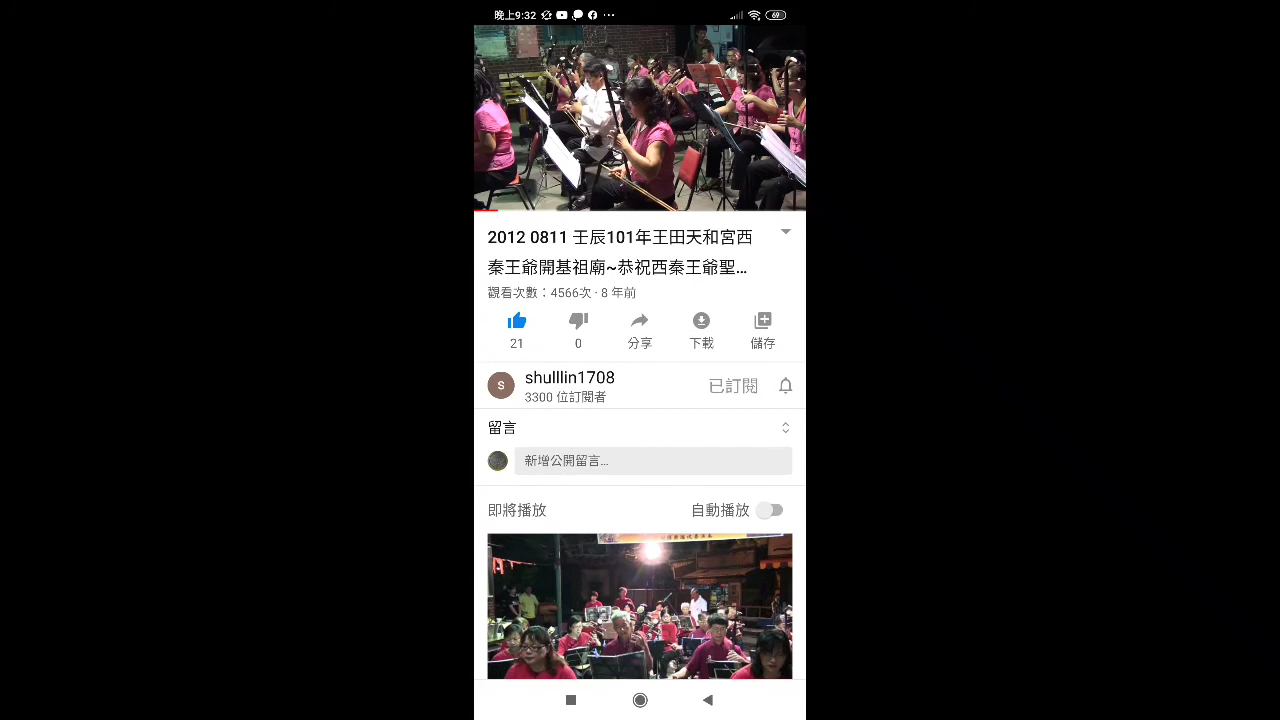 晚上9:32
69
2012 0811 壬辰101年王田天和宮西
秦王爺開基祖廟~恭祝西秦王爺聖...
觀看次數：4566次 · 8 年前
21
0
分享
下載
儲存
S
shulllin1708
3300 位訂閱者
已訂閱
留言
新增公開留言...
即將播放
自動播放